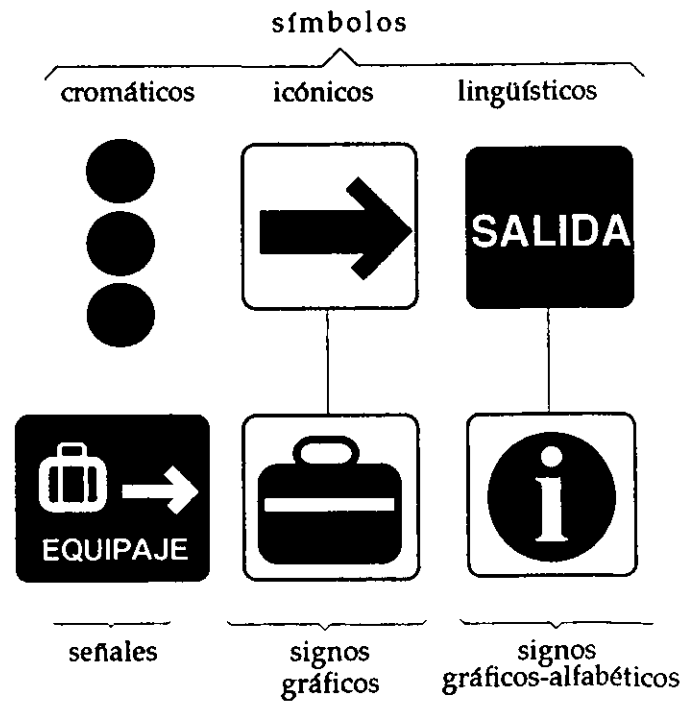 símbolos
cromáticos icónicos lingüísticos
SALIDA
EQUIPAJE
i
señales signos signos
gráficos gráficos-alfabéticos